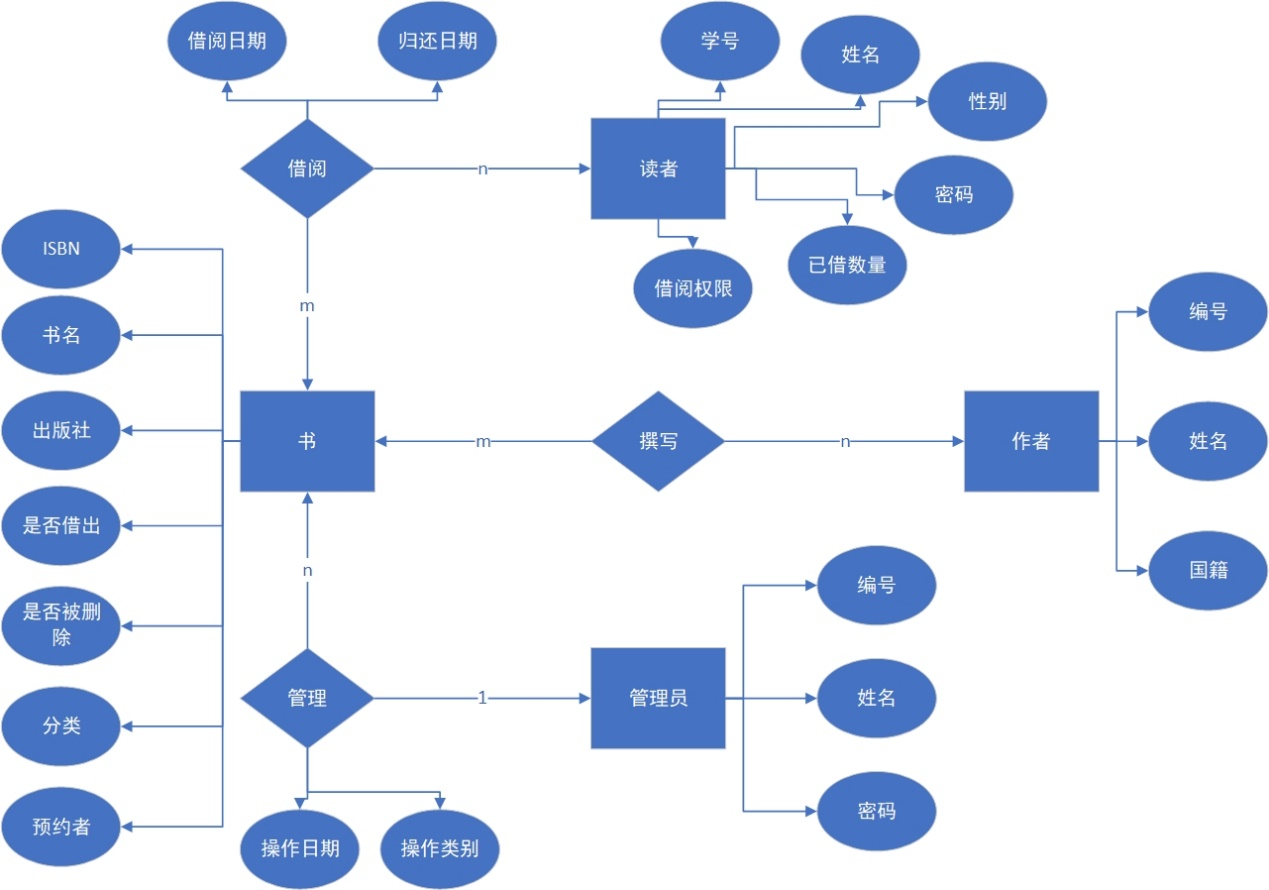 借阅日期
归还日期
学号
姓名
性别
借阅
n
读者
密码
ISBN
已借数量
借阅权限
m
编号
书名
出版社
书
m
撰写
n
作者
姓名
是否借出
n
国籍
编号
是否被删
除
管理
1
管理员
姓名
分类
密码
预约者
操作日期
操作类别